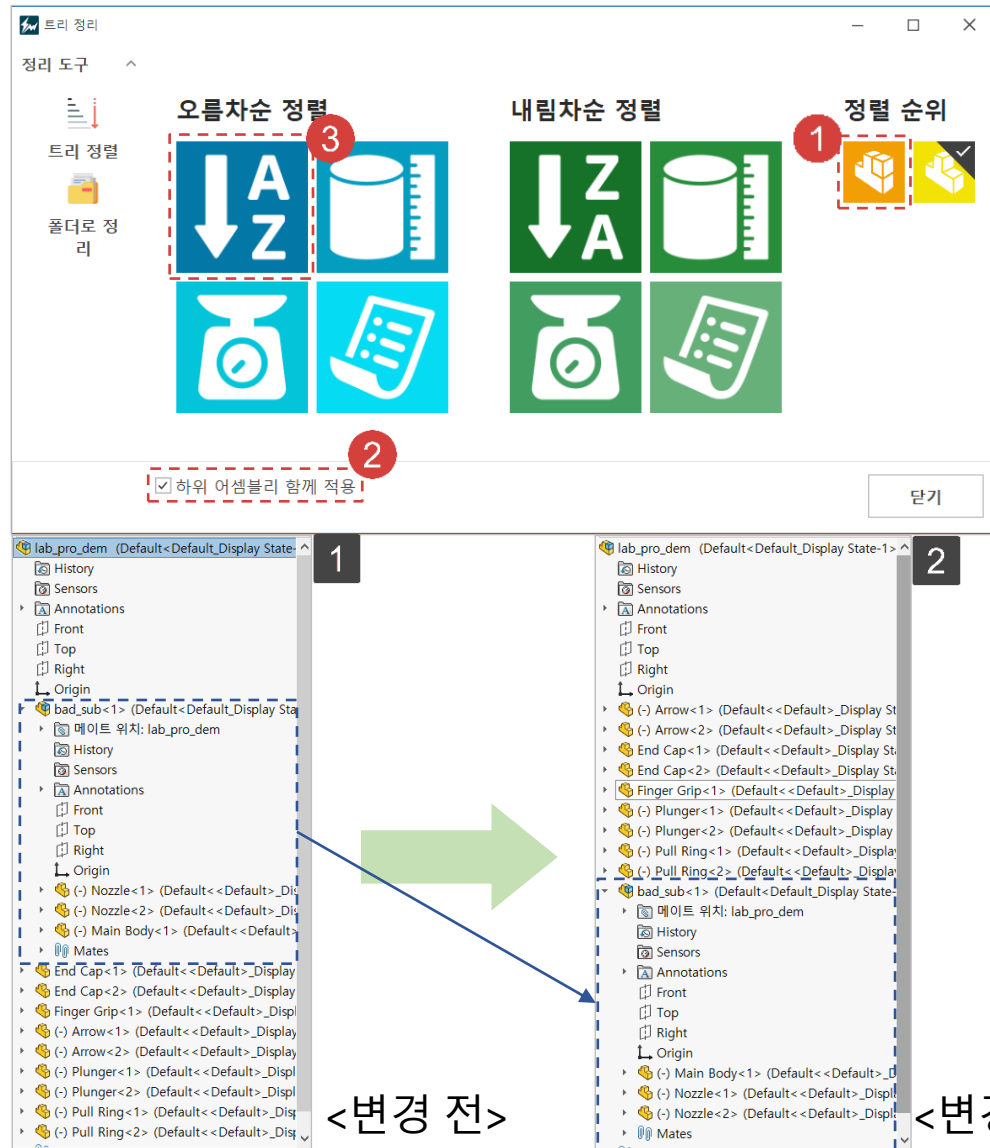 트리 정리
정리 도구
트리 정렬
폴더로 정
리
오름차순 정렬
내림차순 정렬
정렬 순위
3
1
A
Z
Z
A
2
하위 어셈블리 함께 적용
닫기
lab_pro_dem (Default<Default_Display State-
History
Sensors
Annotations
Front
Top
Right
Origin
bad_sub<1> (Default<Default_Display Sta
메이트 위치: lab_pro_dem
History
Sensors
Annotations
Front
Top
Right
Origin
(-) Nozzle<1> (Default<<Default>_Dis
(-) Nozzle<2> (Default<<Default>_Dis
(-) Main Body<1> (Default<<Default>
Mates
End Cap<1> (Default<<Default>_Display
End Cap<2> (Default<<Default>_Display
Finger Grip<1> (Default<<Default>_Displ
(-) Arrow<1> (Default<<Default>_Display
(-) Arrow<2> (Default<<Default>_Display
(-) Plunger<1> (Default<<Default>_Displ
(-) Plunger<2> (Default<<Default>_Displ
(-) Pull Ring<1> (Default<<Default>_Disp
(-) Pull Ring<2> (Default<<Default>_Disp
1
<변경 전>
lab_pro_dem (Default<Default_Display State-1>
History
Sensors
Annotations
Front
Top
Right
Origin
(-) Arrow<1> (Default<<Default>_Display St
(-) Arrow<2> (Default<<Default>_Display St
End Cap<1> (Default<<Default>_Display Sta
End Cap<2> (Default<<Default>_Display Sta
Finger Grip<1> (Default<<Default>_Display
(-) Plunger<1> (Default<<Default>_Display
(-) Plunger<2> (Default<<Default>_Display
(-) Pull Ring<1> (Default<<Default>_Display
(-) Pull Ring<2> (Default<<Default>_Display
bad_sub<1> (Default<Default_Display State-
메이트 위치: lab_pro_dem
History
Sensors
Annotations
Front
Top
Right
Origin
(-) Main Body<1> (Default<<Default>_D
(-) Nozzle<1> (Default<<Default>_Displ
(-) Nozzle<2> (Default<<Default>_Displ
Mates
2
<변경